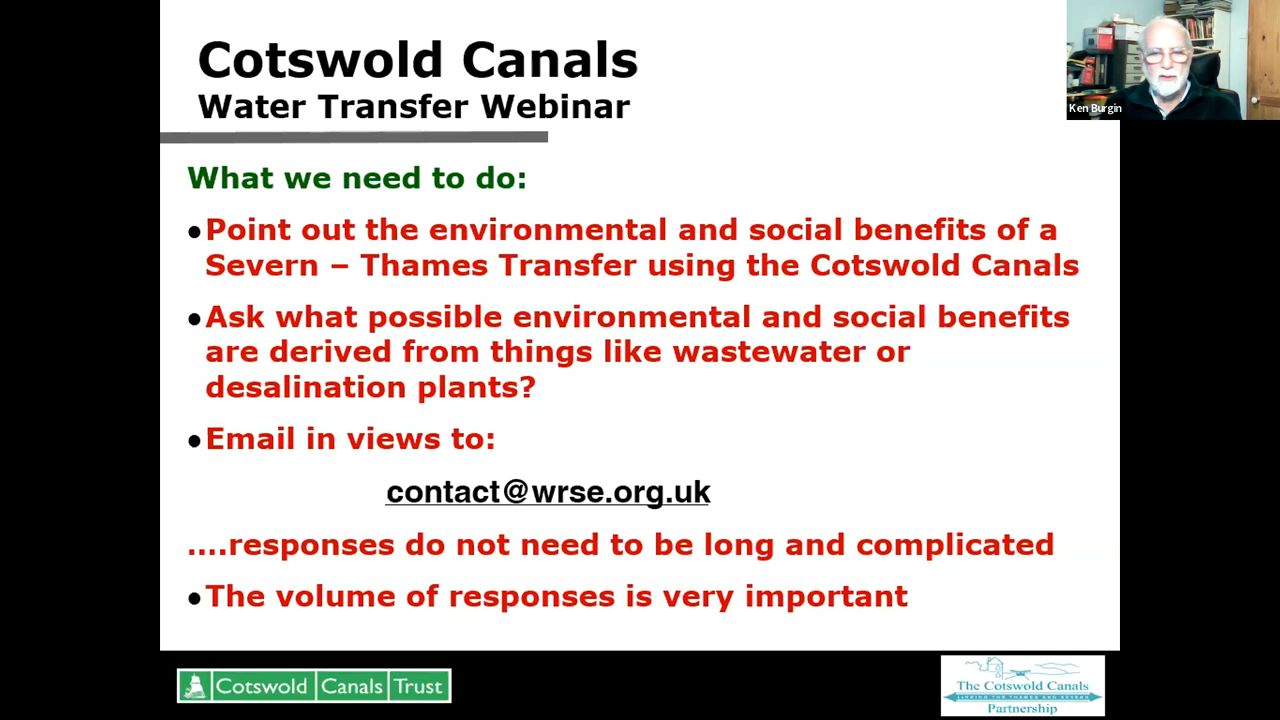 Cotswold Canals
Water Transfer Webinar
Ken Burgin
What we need to do:
●Point out the environmental and social benefits of a
Severn – Thames Transfer using the Cotswold Canals
●Ask what possible environmental and social benefits
are derived from things like wastewater or
desalination plants?
●Email in views to:
contact@wrse.org.uk
....responses do not need to be long and complicated
●The volume of responses is very important
Cotswold Canals Trust
The Cotswold Canals
Partnership